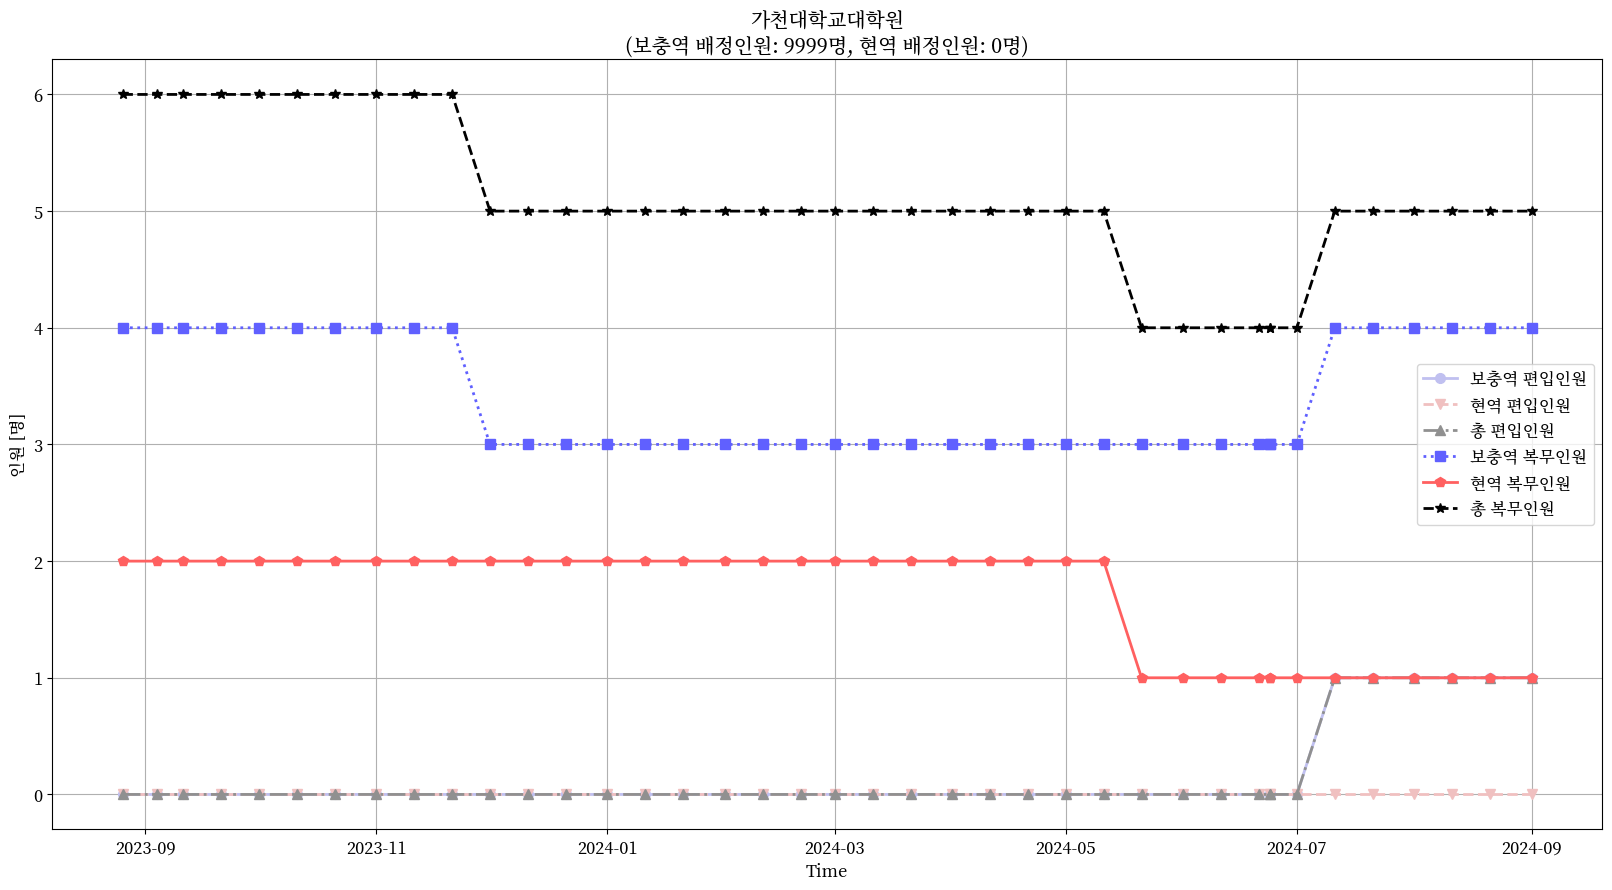 가천대학교대학원
(보충역 배정인원: 9999명, 현역 배정인원: 0명)
6
5
4
3
2
1
0
인원 [명]
보충역 편입인원
현역 편입인원
총 편입인원
보충역 복무인원
현역 복무인원
총 복무인원
2023-09
2023-11
2024-01
2024-03
2024-05
2024-07
2024-09
Time